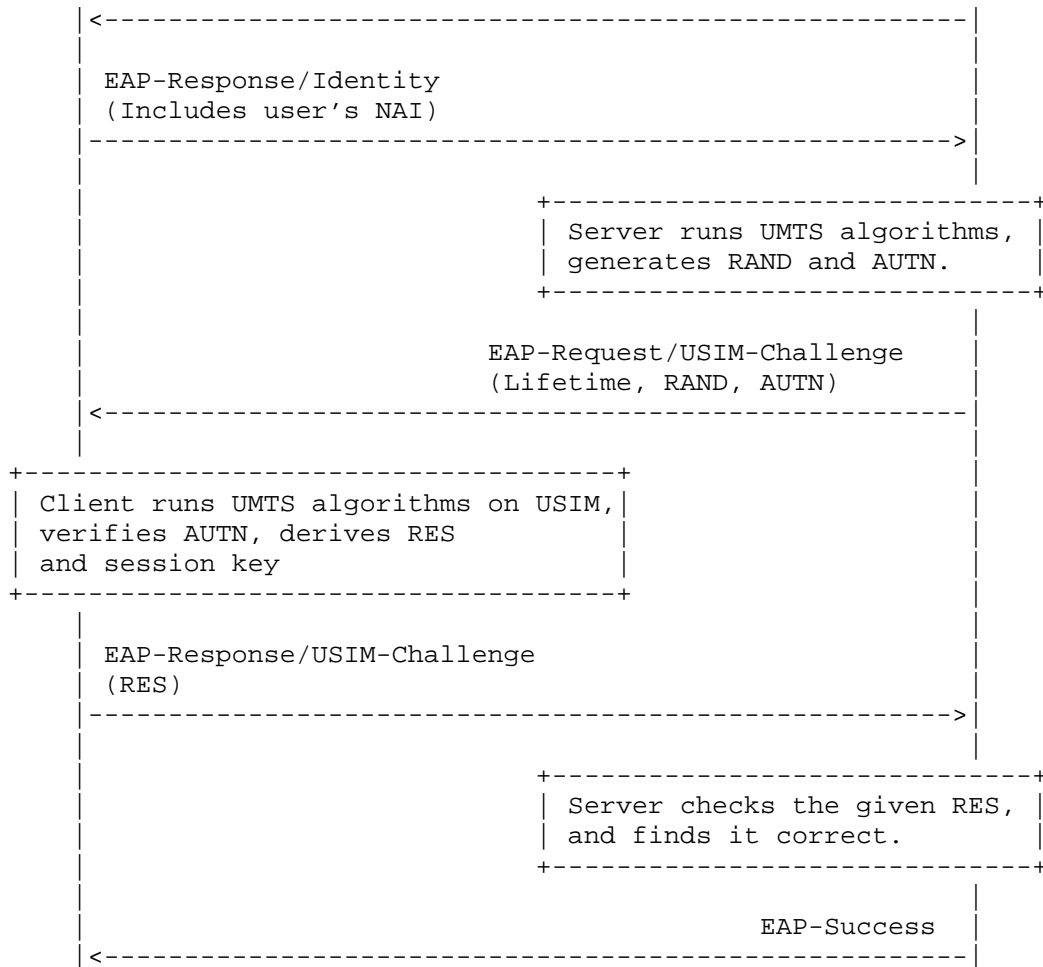 EAP-Response/Identity
(Includes user's NAI)
Server runs UMTS algorithms,
generates RAND and AUTN.
EAP-Request/USIM-Challenge
(Lifetime, RAND, AUTN)
Client runs UMTS algorithms on USIM,
verifies AUTN, derives RES
and session key
EAP-Response/USIM-Challenge
(RES)
Server checks the given RES,
and finds it correct.
EAP-Success